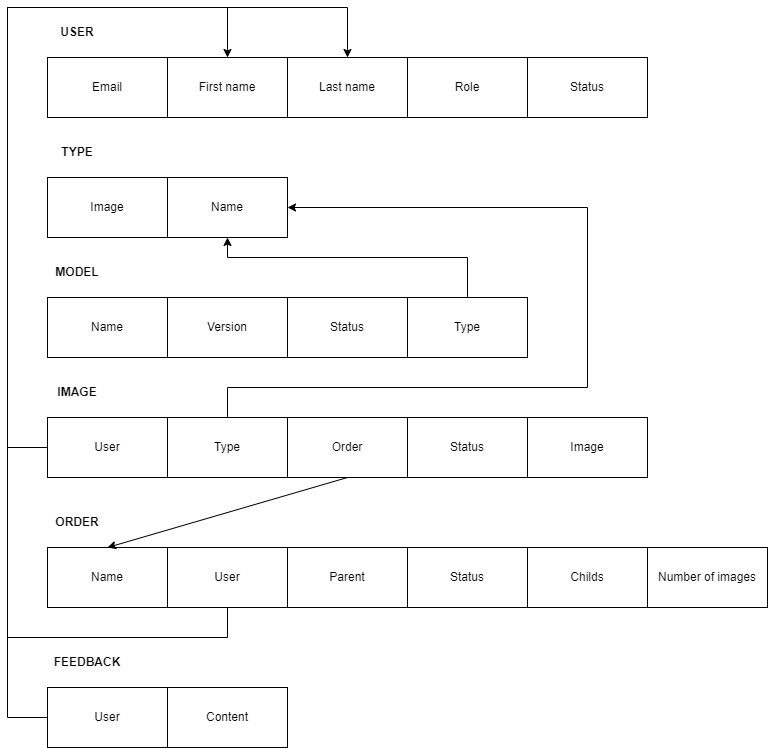 USER
Email First name Last name Role Status
TYPE
Image Name
MODEL
Name Version Status Type
IMAGE
User Type Order Status Image
ORDER
Name User Parent Status Childs Number of images
FEEDBACK
User Content